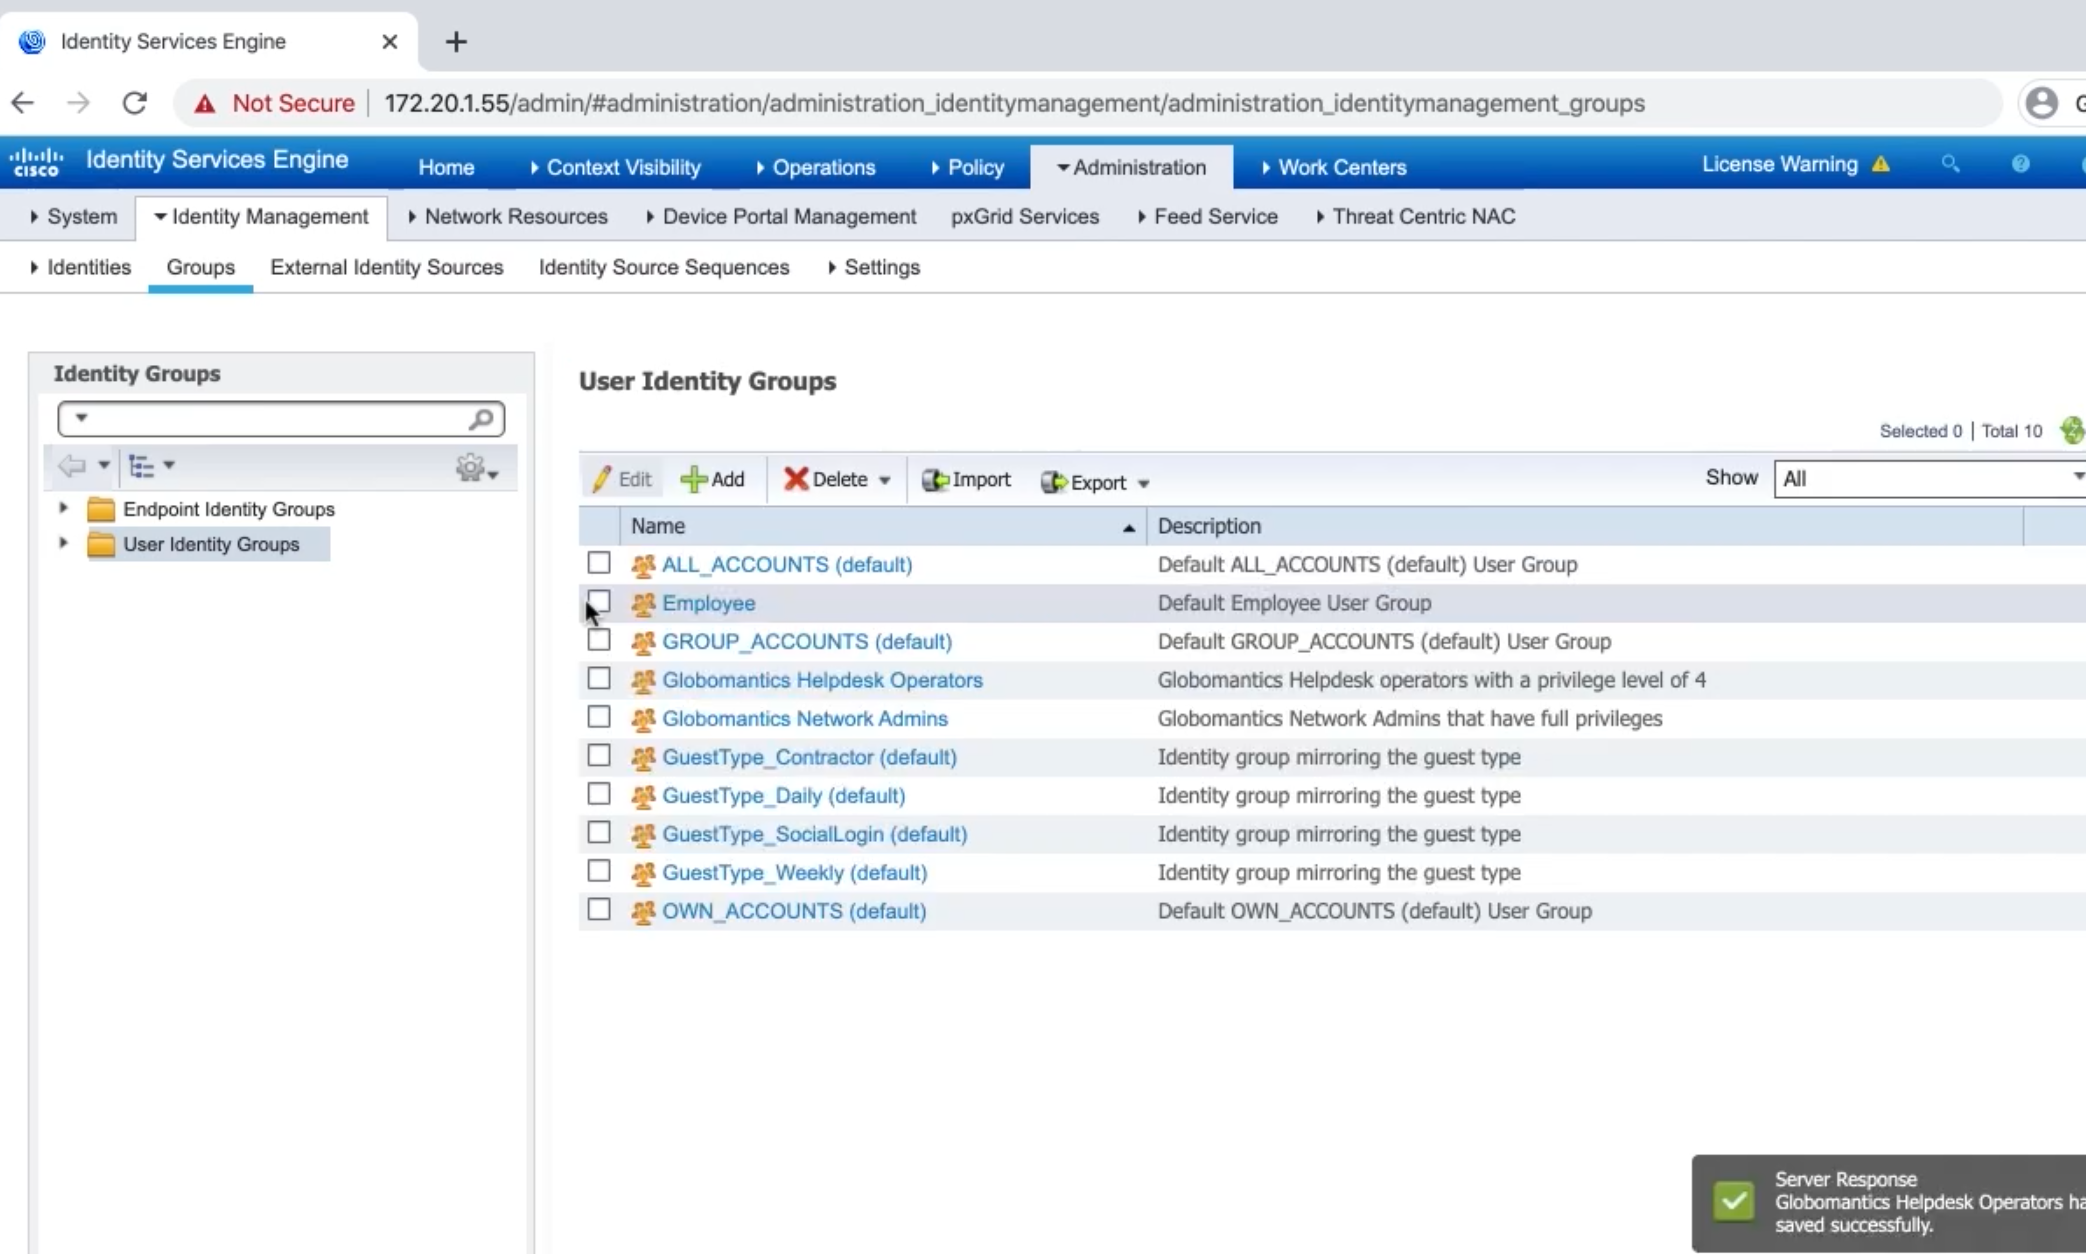 Identity Services Engine
Not Secure 172.20.1.55/admin/#administration/administration_identitymanagement/administration_identitymanagement_groups
cisco Identity Services Engine Home Context Visibility Operations Policy Administration Work Centers License Warning
System Identity Management Network Resources Device Portal Management pxGrid Services Feed Service Threat Centric NAC
Identities Groups External Identity Sources Identity Source Sequences Settings
Identity Groups
Endpoint Identity Groups
User Identity Groups
User Identity Groups
Selected 0 | Total 10
Edit Add Delete Import Export Show All
Name Description
ALL_ACCOUNTS (default) Default ALL_ACCOUNTS (default) User Group
Employee Default Employee User Group
GROUP_ACCOUNTS (default) Default GROUP_ACCOUNTS (default) User Group
Globomantics Helpdesk Operators Globomantics Helpdesk operators with a privilege level of 4
Globomantics Network Admins Globomantics Network Admins that have full privileges
GuestType_Contractor (default) Identity group mirroring the guest type
GuestType_Daily (default) Identity group mirroring the guest type
GuestType_SocialLogin (default) Identity group mirroring the guest type
GuestType_Weekly (default) Identity group mirroring the guest type
OWN_ACCOUNTS (default) Default OWN_ACCOUNTS (default) User Group
Server Response
Globomantics Helpdesk Operators
saved successfully.